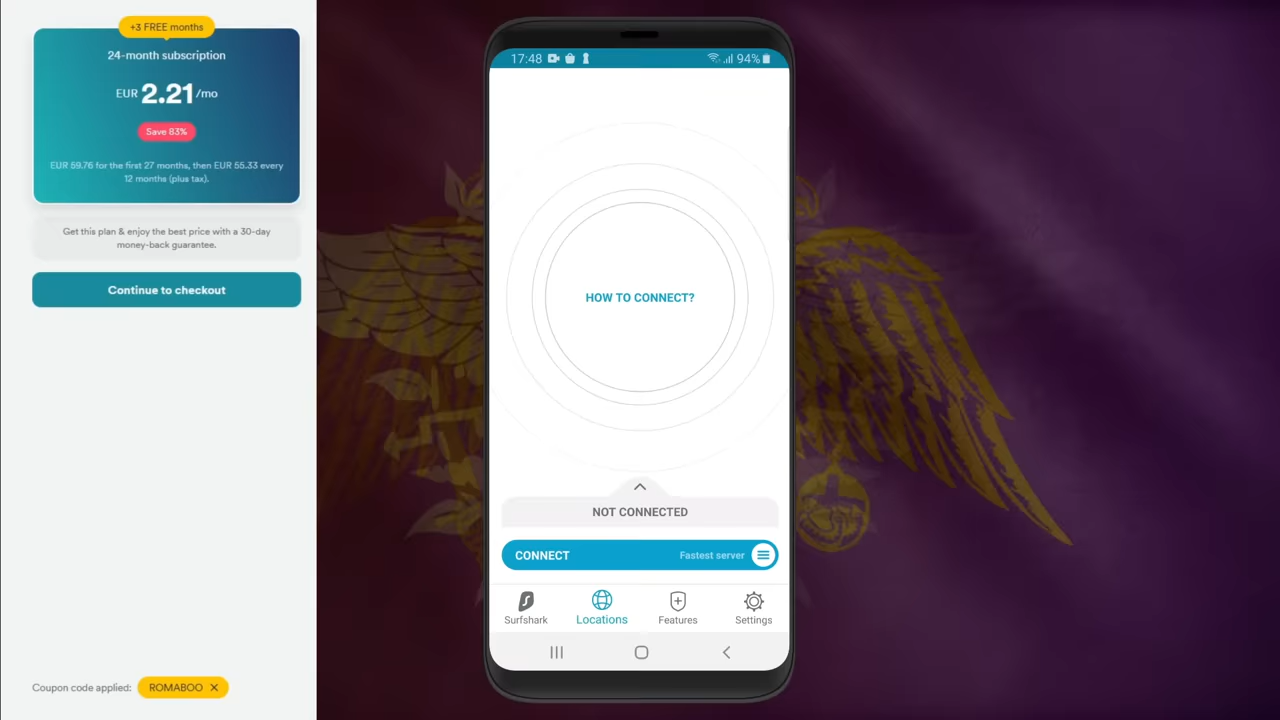 +3 FREE months
24-month subscription
EUR 2.21 /mo
Save 83%
EUR 59.76 for the first 27 months, then EUR 55.33 every
12 months (plus tax).
Get this plan & enjoy the best price with a 30-day
money-back guarantee.
Continue to checkout
Coupon code applied: ROMABOO ✕
17:48 94%
HOW TO CONNECT?
NOT CONNECTED
CONNECT Fastest server
Surfshark Locations Features Settings